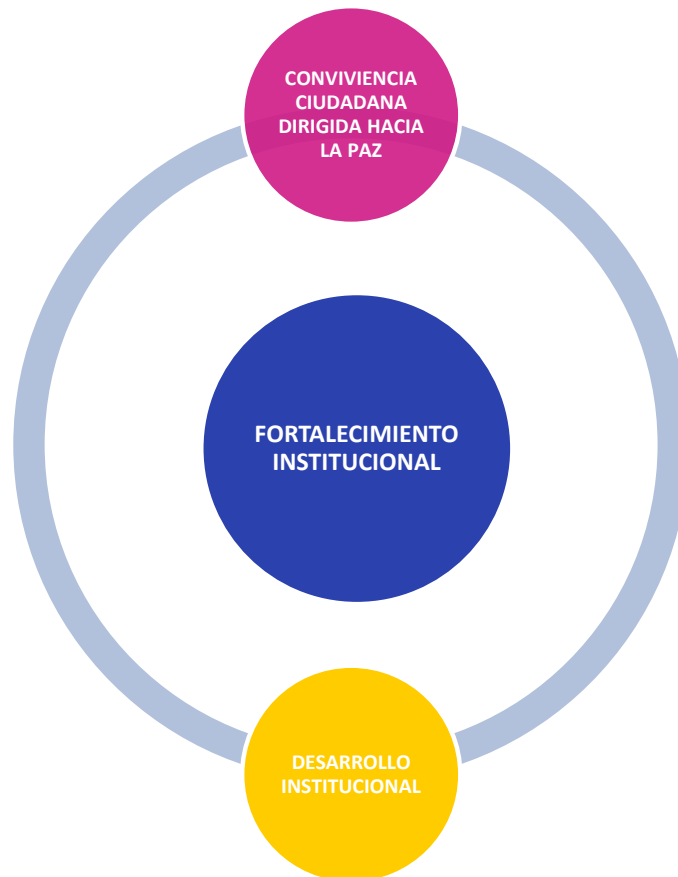 CONVIVIENCIA
CIUDADANA
DIRIGIDA HACIA
LA PAZ
FORTALECIMIENTO
INSTITUCIONAL
DESARROLLO
INSTITUCIONAL